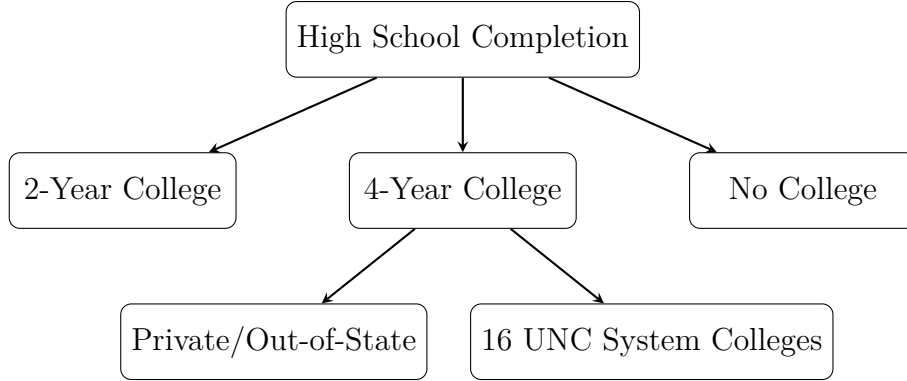 High School Completion
2-Year College
4-Year College
No College
Private/Out-of-State
16 UNC System Colleges